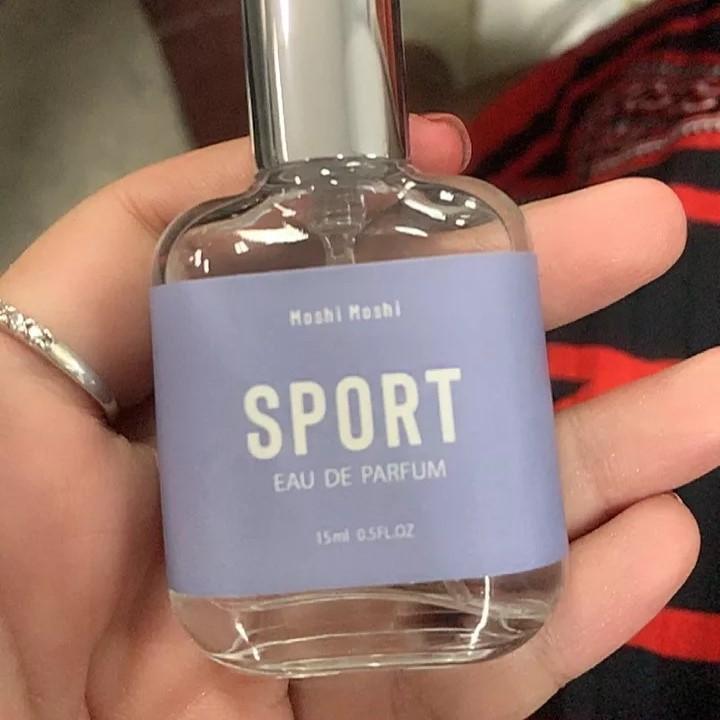 Moshi Moshi
SPORT
EAU DE PARFUM
15ml 0.5FL.OZ